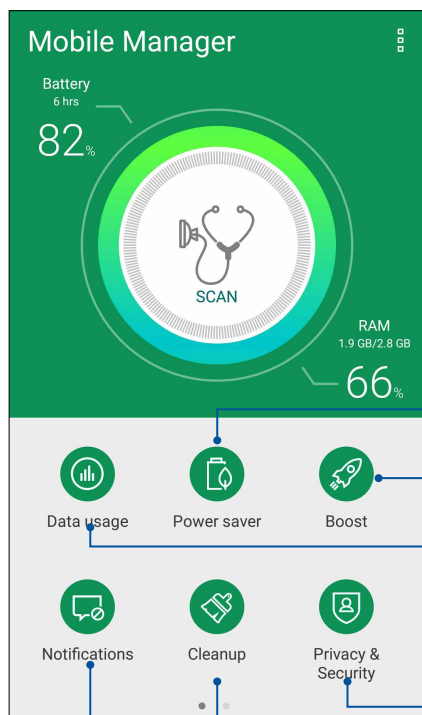 Mobile Manager
Battery
6 hrs
82%
SCAN
RAM
1.9 GB/2.8 GB
66%
Data usage
Power saver
Boost
Notifications
Cleanup
Privacy &
Security